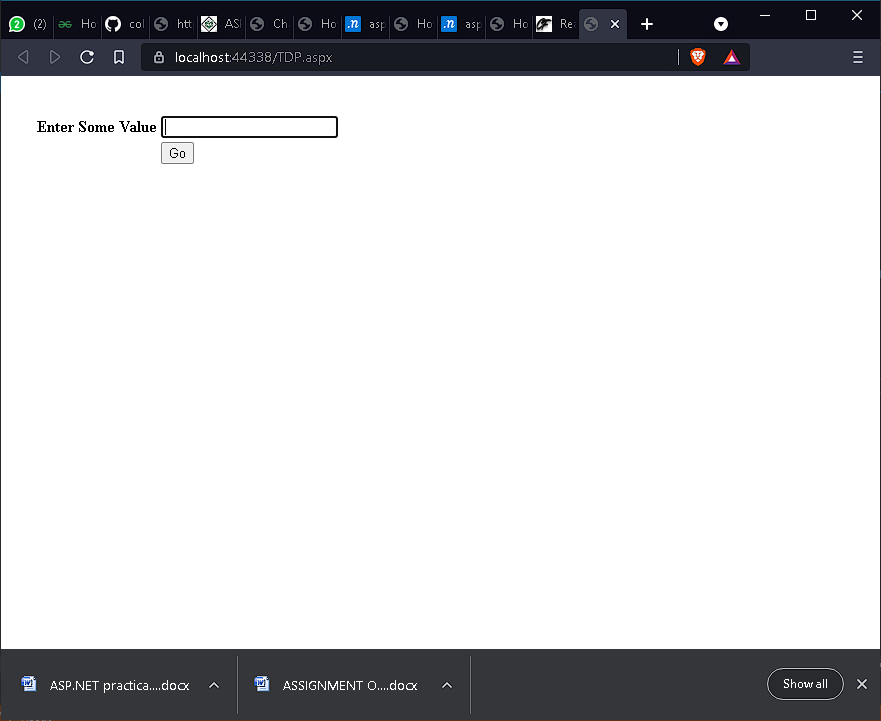 2 (2) Ho col htt ASI Ch Ho .n asp Ho .n asp Ho Re
localhost:44338/TDP.aspx
Enter Some Value
Go
ASP.NET practica....docx ASSIGNMENT O....docx Show all